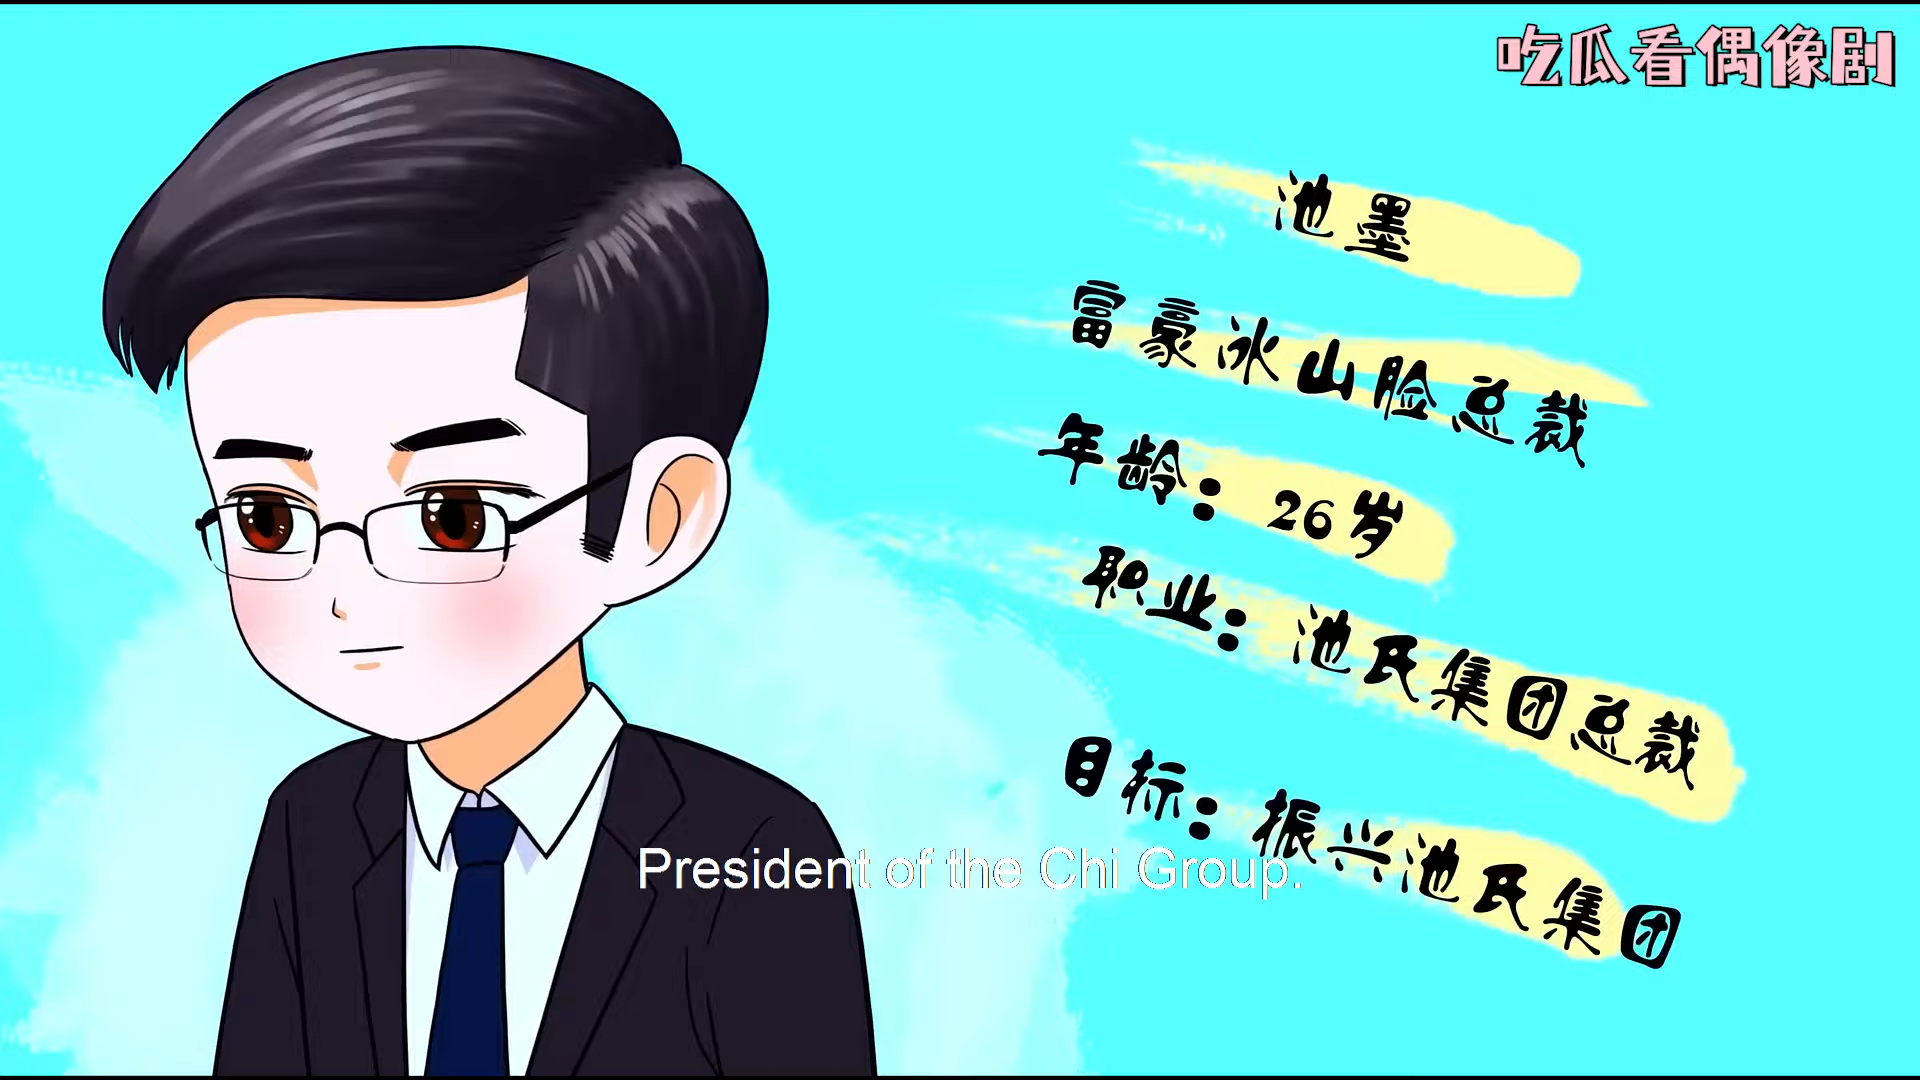 吃瓜看偶像剧
池墨
富豪冰山脸总裁
年龄：26岁
职业：池氏集团总裁
目标：振兴池氏集团
President of the Chi Group.